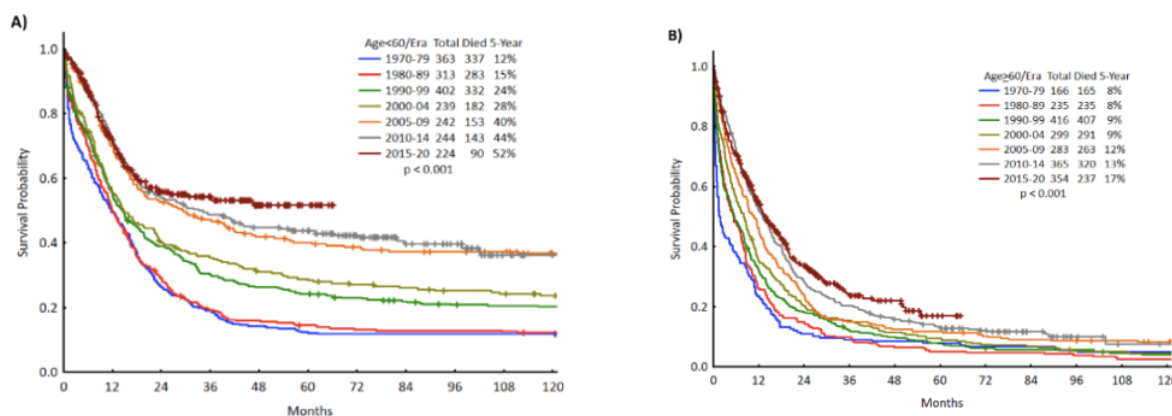 A)
Age<60/Era Total Died 5-Year
1970-79 363 337 12%
1980-89 313 283 15%
1990-99 402 332 24%
2000-04 239 182 28%
2005-09 242 153 40%
2010-14 244 143 44%
2015-20 224 90 52%
p < 0.001
Survival Probability
1.0
0.8
0.6
0.4
0.2
0.0
0 12 24 36 48 60 72 84 96 108 120
Months
B)
Age≥60/Era Total Died 5-Year
1970-79 166 165 8%
1980-89 235 235 8%
1990-99 416 407 9%
2000-04 299 291 9%
2005-09 283 263 12%
2010-14 365 320 13%
2015-20 354 237 17%
p < 0.001
Survival Probability
1.0
0.8
0.6
0.4
0.2
0.0
0 12 24 36 48 60 72 84 96 108 120
Months